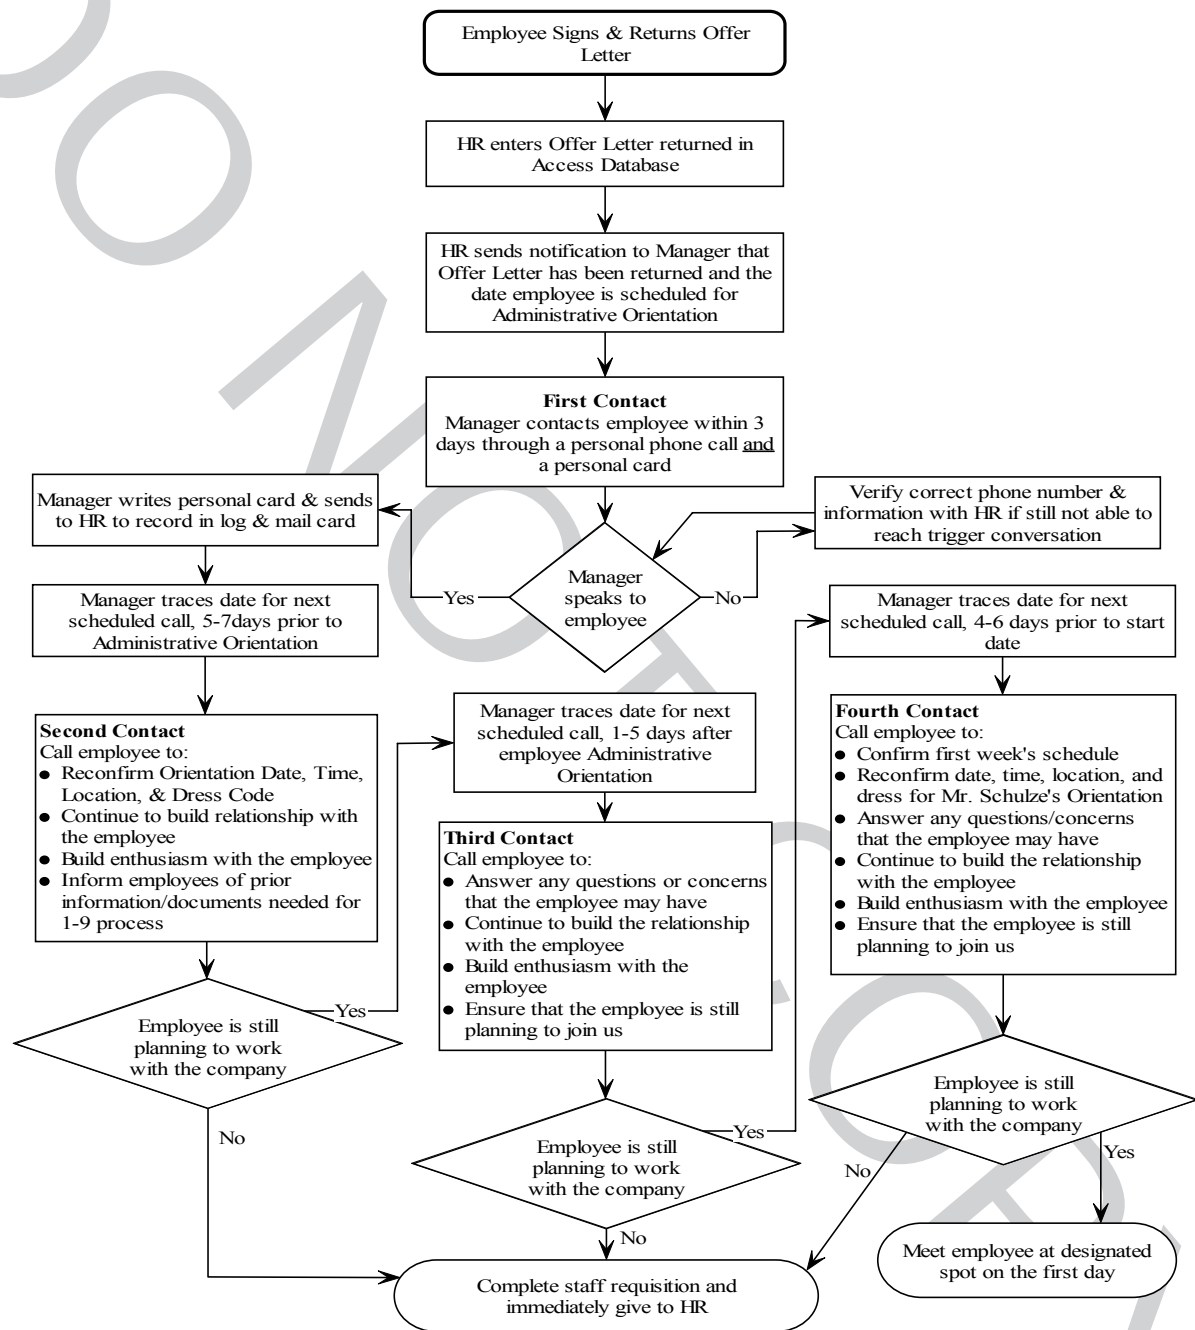 Employee Signs & Returns Offer
Letter
HR enters Offer Letter returned in
Access Database
HR sends notification to Manager that
Offer Letter has been returned and the
date employee is scheduled for
Administrative Orientation
First Contact
Manager contacts employee within 3
days through a personal phone call and
a personal card
Manager speaks to
employee
Yes
No
Verify correct phone number &
information with HR if still not able to
reach trigger conversation
Manager writes personal card & sends
to HR to record in log & mail card
Manager traces date for next
scheduled call, 5-7days prior to
Administrative Orientation
Second Contact
Call employee to:
● Reconfirm Orientation Date, Time,
Location, & Dress Code
● Continue to build relationship with
the employee
● Build enthusiasm with the employee
● Inform employees of prior
information/documents needed for
1-9 process
Employee is still
planning to work
with the company
Yes
No
Manager traces date for next
scheduled call, 1-5 days after
employee Administrative
Orientation
Third Contact
Call employee to:
● Answer any questions or concerns
that the employee may have
● Continue to build the relationship
with the employee
● Build enthusiasm with the
employee
● Ensure that the employee is still
planning to join us
Employee is still
planning to work
with the company
Yes
No
Manager traces date for next
scheduled call, 4-6 days prior to start
date
Fourth Contact
Call employee to:
● Confirm first week's schedule
● Reconfirm date, time, location, and
dress for Mr. Schulze's Orientation
● Answer any questions/concerns
that the employee may have
● Continue to build the relationship
with the employee
● Build enthusiasm with the employee
● Ensure that the employee is still
planning to join us
Employee is still
planning to work
with the company
No
Yes
Complete staff requisition and
immediately give to HR
Meet employee at designated
spot on the first day
DO NOT COPY